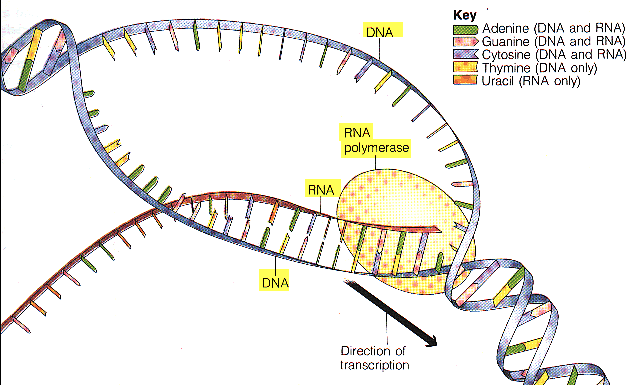 DNA
Key
Adenine (DNA and RNA)
Guanine (DNA and RNA)
Cytosine (DNA and RNA)
Thymine (DNA only)
Uracil (RNA only)
RNA
polymerase
RNA
DNA
Direction of
transcription